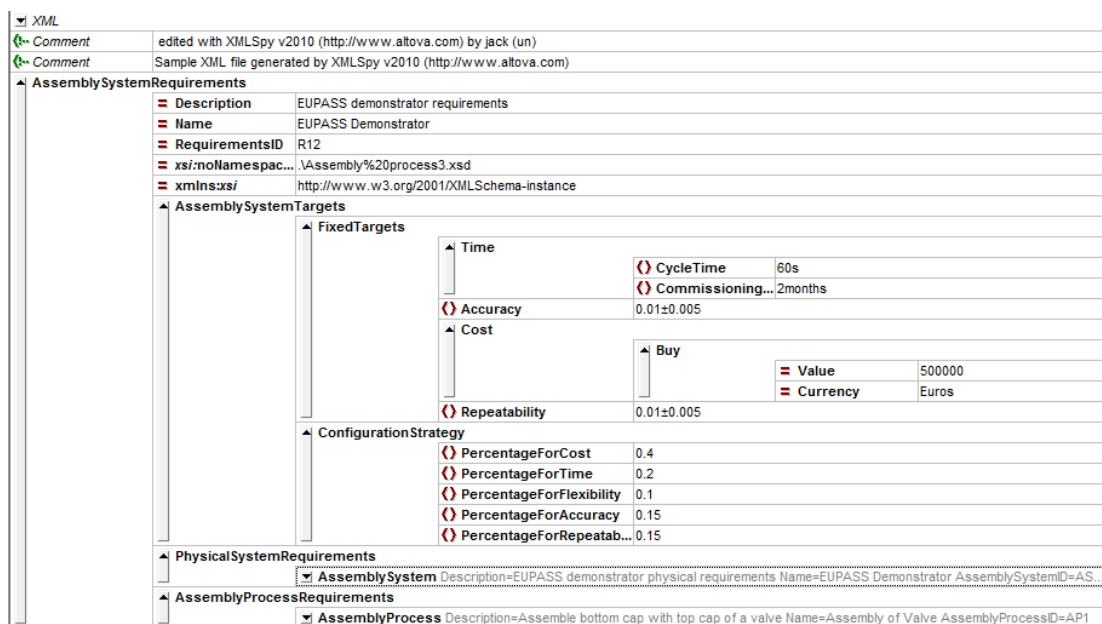 XML
Comment edited with XMLSpy v2010 (http://www.altova.com) by jack (un)
Comment Sample XML file generated by XMLSpy v2010 (http://www.altova.com)
AssemblySystemRequirements
= Description EUPASS demonstrator requirements
= Name EUPASS Demonstrator
= RequirementsID R12
= xsi:noNamespac... .\Assembly%20process3.xsd
= xmlns:xsi http://www.w3.org/2001/XMLSchema-instance
AssemblySystemTargets
FixedTargets
Time
() CycleTime 60s
() Commissioning... 2months
() Accuracy 0.01±0.005
Cost
Buy
= Value 500000
= Currency Euros
() Repeatability 0.01±0.005
ConfigurationStrategy
() PercentageForCost 0.4
() PercentageForTime 0.2
() PercentageForFlexibility 0.1
() PercentageForAccuracy 0.15
() PercentageForRepeatab... 0.15
PhysicalSystemRequirements
AssemblySystem Description=EUPASS demonstrator physical requirements Name=EUPASS Demonstrator AssemblySystemID=AS...
AssemblyProcessRequirements
AssemblyProcess Description=Assemble bottom cap with top cap of a valve Name=Assembly of Valve AssemblyProcessID=AP1